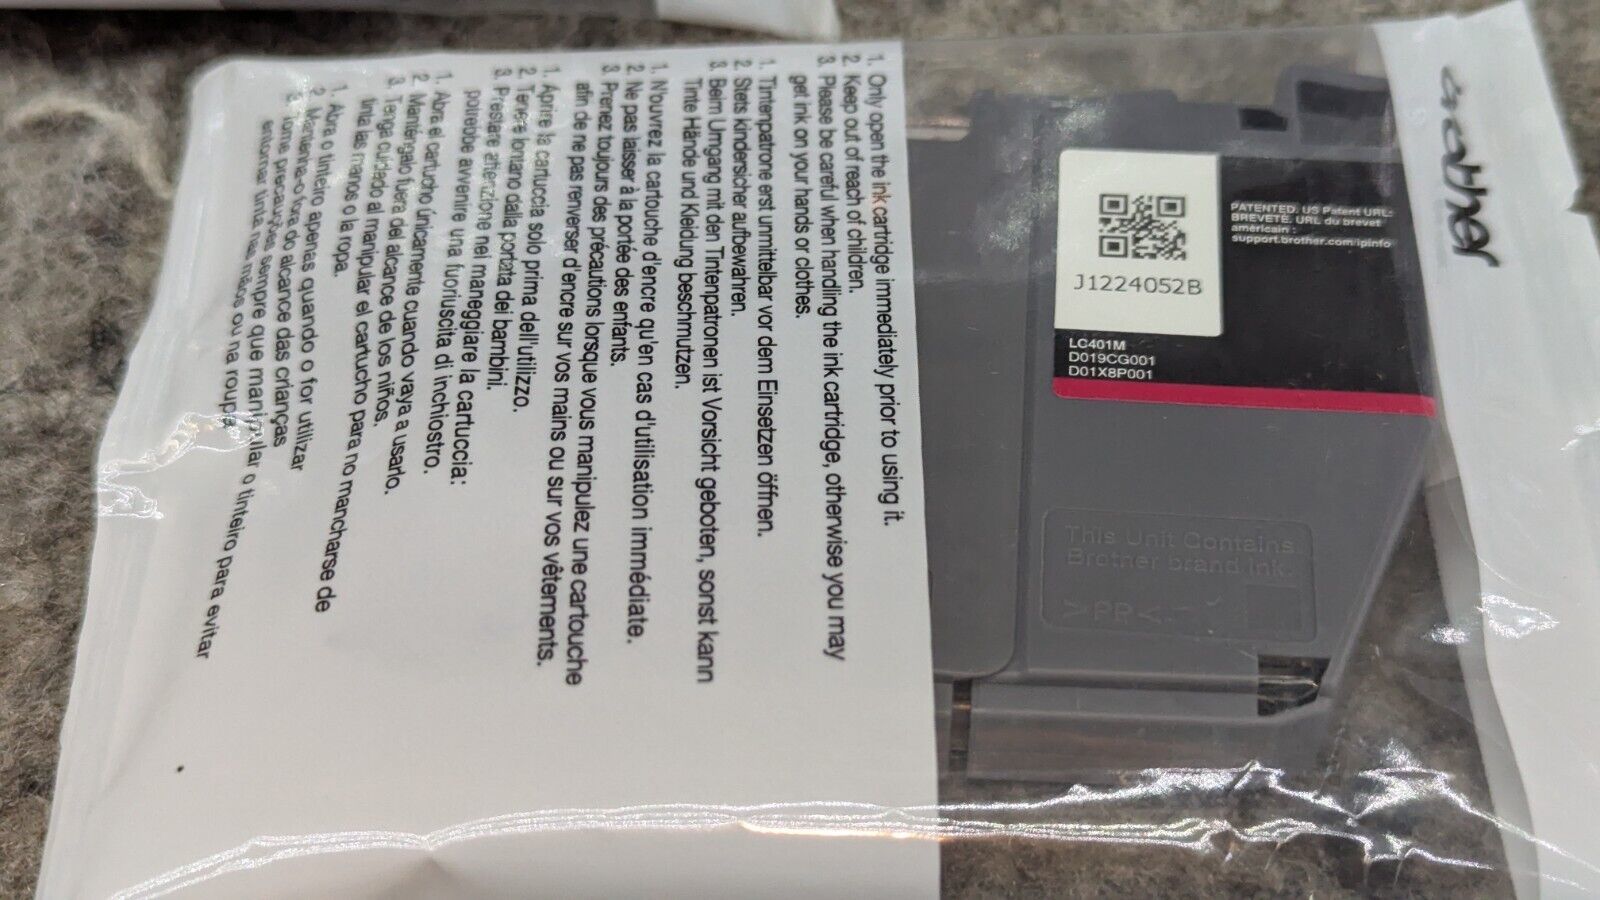 1. Only open the ink cartridge immediately prior to using it.
2. Keep out of reach of children.
3. Please be careful when handling the ink cartridge, otherwise you may
get ink on your hands or clothes.
1. Tintenpatrone erst unmittelbar vor dem Einsetzen öffnen.
2. Stets kindersicher aufbewahren.
3. Beim Umgang mit den Tintenpatronen ist Vorsicht geboten, sonst kann
Tinte Hände und Kleidung beschmutzen.
1. N'ouvrez la cartouche d'encre qu'en cas d'utilisation immédiate.
2. Ne pas laisser à la portée des enfants.
3. Prenez toujours des précautions lorsque vous manipulez une cartouche
afin de ne pas renverser d'encre sur vos mains ou sur vos vêtements.
1. Aprire la cartuccia solo prima dell'utilizzo.
2. Tenere lontano dalla portata dei bambini.
3. Prestare attenzione nel maneggiare la cartuccia:
potrebbe avvenire una fuoriuscita di inchiostro.
1. Abra el cartucho únicamente cuando vaya a usarlo.
2. Manténgalo fuera del alcance de los niños.
3. Tenga cuidado al manipular el cartucho para no mancharse de
tinta las manos o la ropa.
1. Abra o tinteiro apenas quando o for utilizar
2. Mantenha-o fora do alcance das crianças
3. Tome precauções sempre que manipular o tinteiro para evitar
entornar tinta nas mãos ou na roupa
brother
PATENTED. US Patent URL:
BREVETÉ. URL du brevet
américain :
support.brother.com/ipinfo
J1224052B
LC401M
D019CG001
D01X8P001
This Unit Contains
Brother brand ink.
>PP<